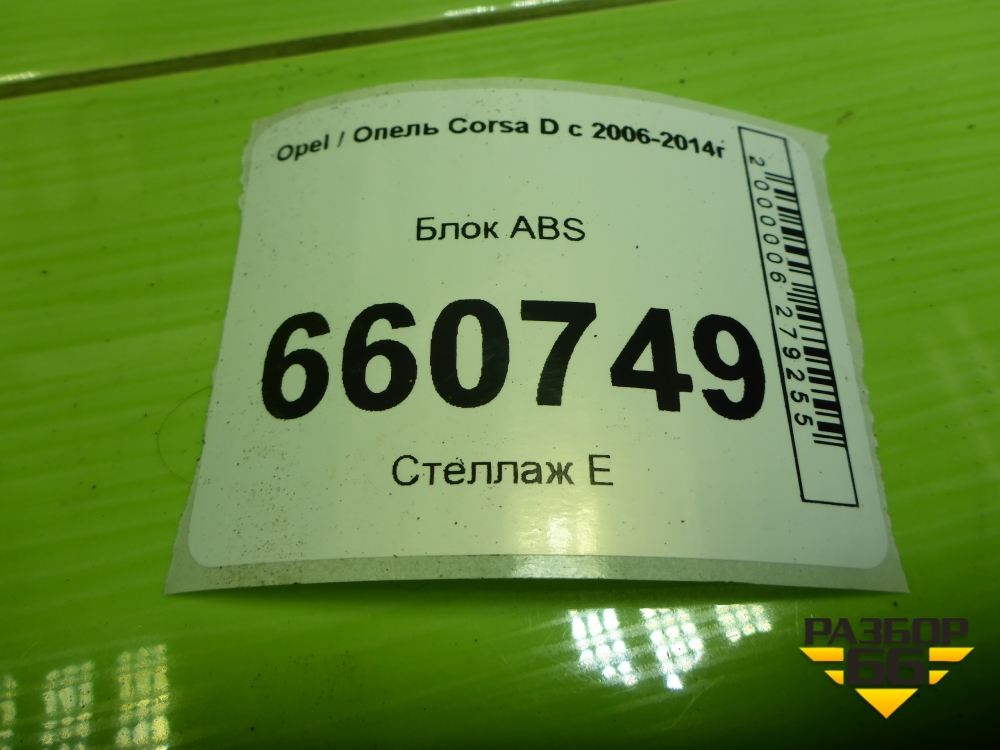 Opel / Опель Corsa D с 2006-2014г
Блок ABS
660749
Стеллаж Е
2000006279255
РАЗБОР
66